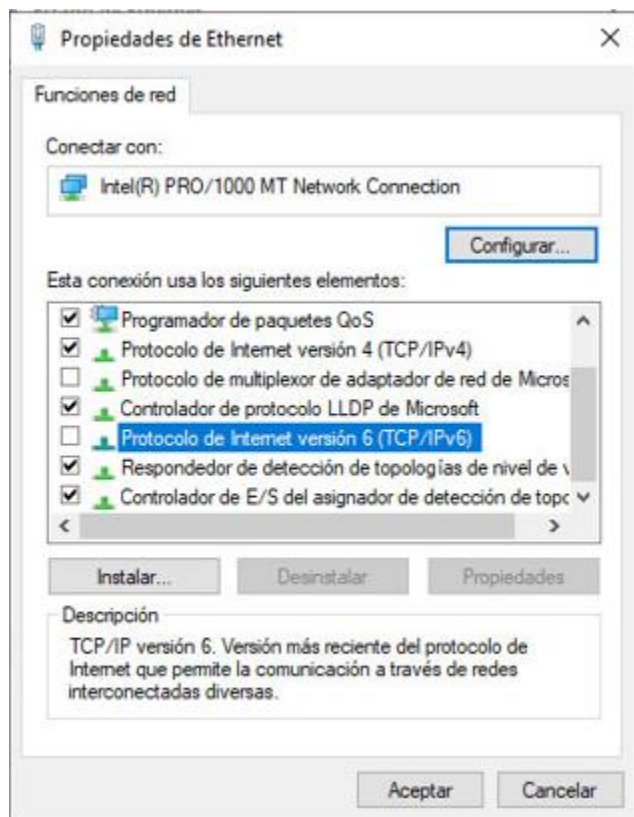 Propiedades de Ethernet
Funciones de red
Conectar con:
Intel(R) PRO/1000 MT Network Connection
Configurar...
Esta conexión usa los siguientes elementos:
Programador de paquetes QoS
Protocolo de Internet versión 4 (TCP/IPv4)
Protocolo de multiplexor de adaptador de red de Micros
Controlador de protocolo LLDP de Microsoft
Protocolo de Internet versión 6 (TCP/IPv6)
Respondedor de detección de topologías de nivel de v
Controlador de E/S del asignador de detección de topo
Instalar...
Desinstalar
Propiedades
Descripción
TCP/IP versión 6. Versión más reciente del protocolo de
Internet que permite la comunicación a través de redes
interconectadas diversas.
Aceptar
Cancelar